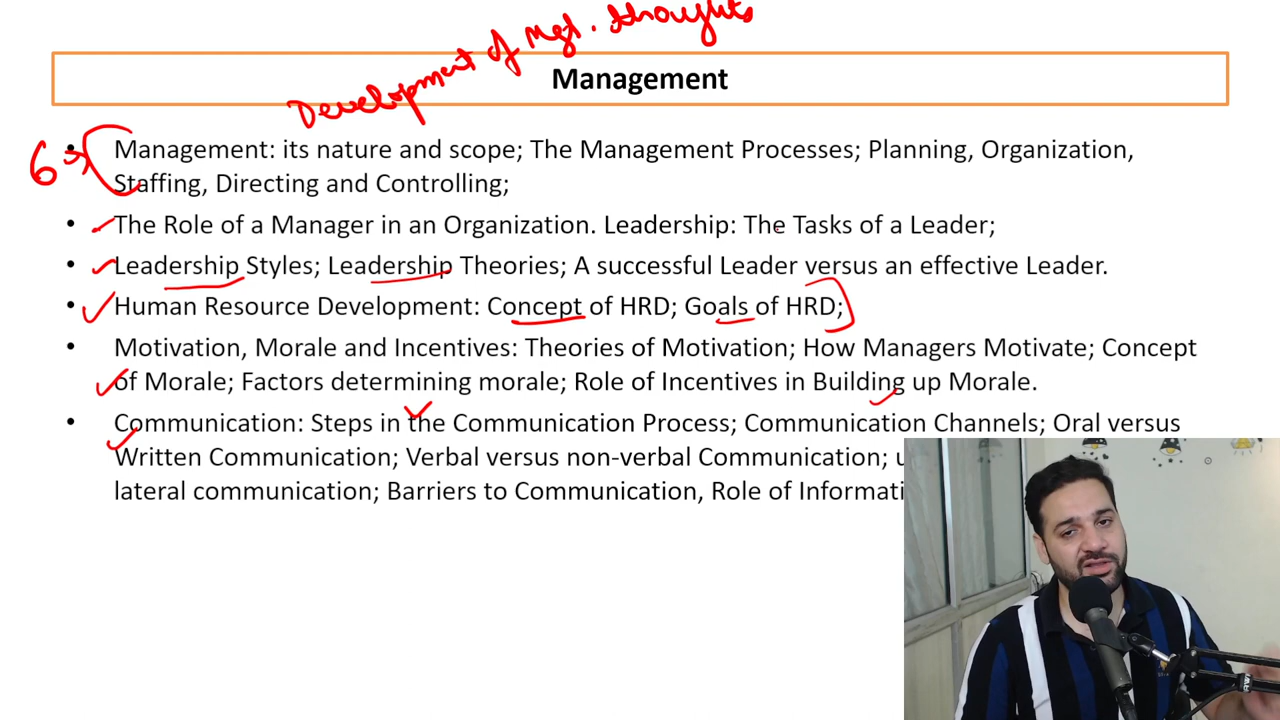 Development of Mgt. thoughts
Management
6
• Management: its nature and scope; The Management Processes; Planning, Organization,
Staffing, Directing and Controlling;
• The Role of a Manager in an Organization. Leadership: The Tasks of a Leader;
• Leadership Styles; Leadership Theories; A successful Leader versus an effective Leader.
• Human Resource Development: Concept of HRD; Goals of HRD;
• Motivation, Morale and Incentives: Theories of Motivation; How Managers Motivate; Concept
of Morale; Factors determining morale; Role of Incentives in Building up Morale.
• Communication: Steps in the Communication Process; Communication Channels; Oral versus
Written Communication; Verbal versus non-verbal Communication;
lateral communication; Barriers to Communication, Role of